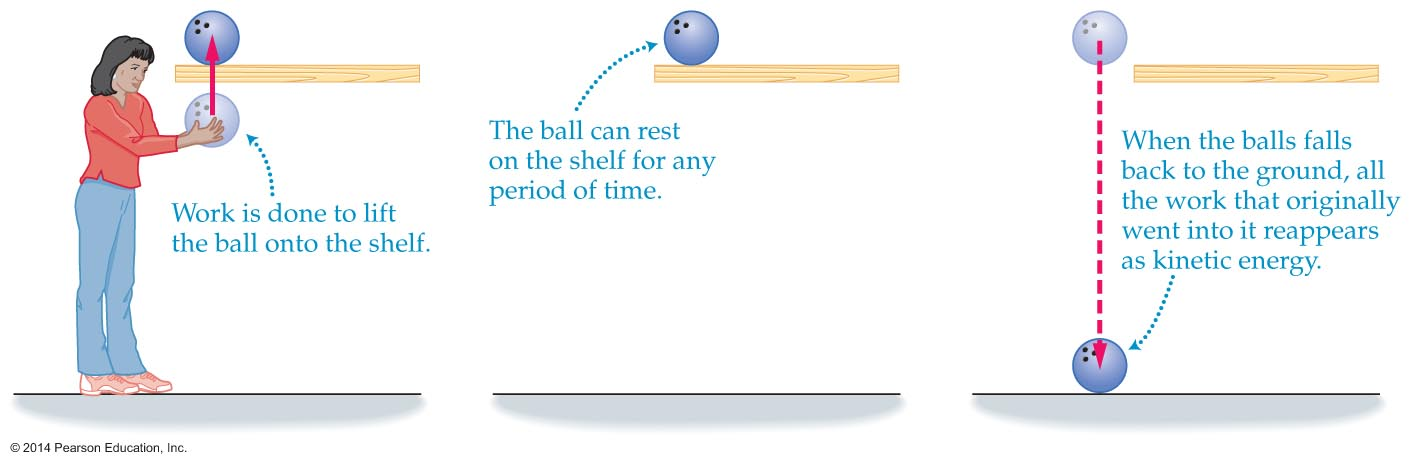 Work is done to lift
the ball onto the shelf.
The ball can rest
on the shelf for any
period of time.
When the balls falls
back to the ground, all
the work that originally
went into it reappears
as kinetic energy.
© 2014 Pearson Education, Inc.